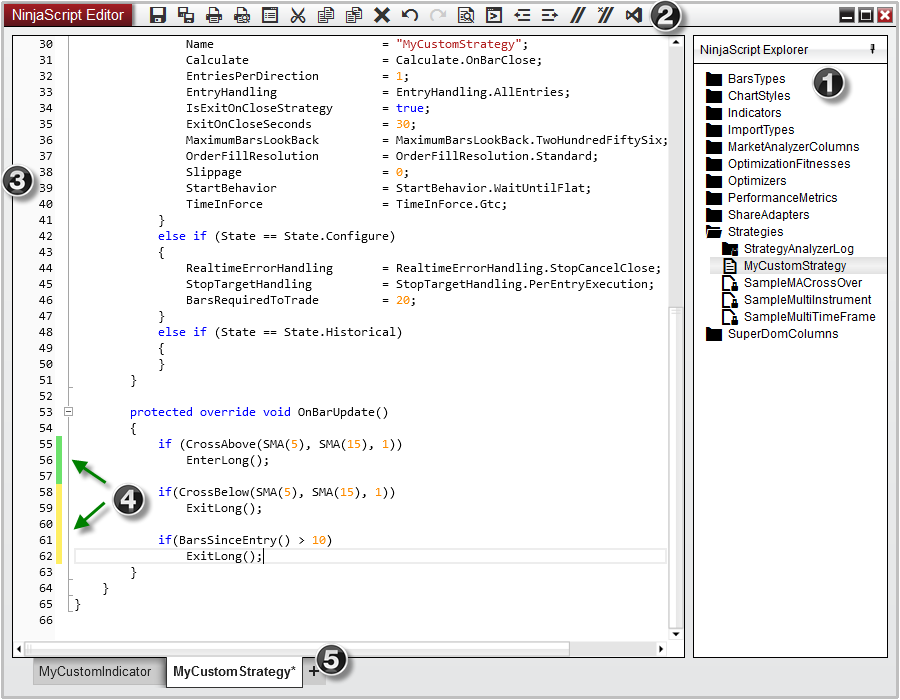 NinjaScript Editor
2
30 Name = "MyCustomStrategy";
31 Calculate = Calculate.OnBarClose;
32 EntriesPerDirection = 1;
33 EntryHandling = EntryHandling.AllEntries;
34 IsExitOnCloseStrategy = true;
35 ExitOnCloseSeconds = 30;
36 MaximumBarsLookBack = MaximumBarsLookBack.TwoHundredFiftySix;
37 OrderFillResolution = OrderFillResolution.Standard;
38 Slippage = 0;
39 StartBehavior = StartBehavior.WaitUntilFlat;
40 TimeInForce = TimeInForce.Gtc;
41 }
42 else if (State == State.Configure)
43 {
44 RealtimeErrorHandling = RealtimeErrorHandling.StopCancelClose;
45 StopTargetHandling = StopTargetHandling.PerEntryExecution;
46 BarsRequiredToTrade = 20;
47 }
48 else if (State == State.Historical)
49 {
50 }
51 }
52
53 protected override void OnBarUpdate()
54 {
55 if (CrossAbove(SMA(5), SMA(15), 1))
56 EnterLong();
57
58 if(CrossBelow(SMA(5), SMA(15), 1))
59 ExitLong();
60
61 if(BarsSinceEntry() > 10)
62 ExitLong();
63 }
64 }
65 }
66
3
4
NinjaScript Explorer
1
BarsTypes
ChartStyles
Indicators
ImportTypes
MarketAnalyzerColumns
OptimizationFitnesses
Optimizers
PerformanceMetrics
ShareAdapters
Strategies
StrategyAnalyzerLog
MyCustomStrategy
SampleMACrossOver
SampleMultiInstrument
SampleMultiTimeFrame
SuperDomColumns
MyCustomIndicator MyCustomStrategy* + 5